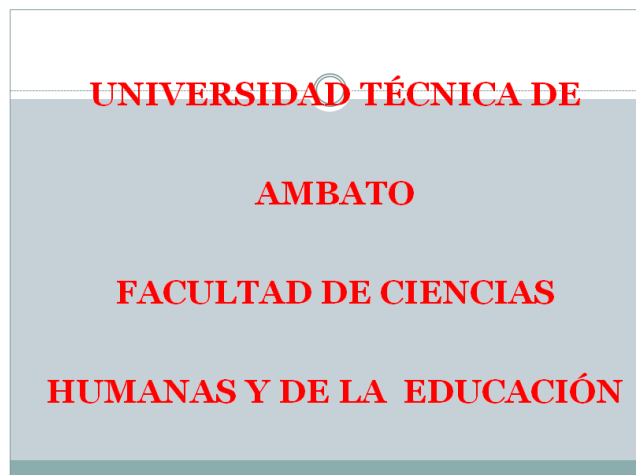 UNIVERSIDAD TÉCNICA DE
AMBATO
FACULTAD DE CIENCIAS
HUMANAS Y DE LA EDUCACIÓN